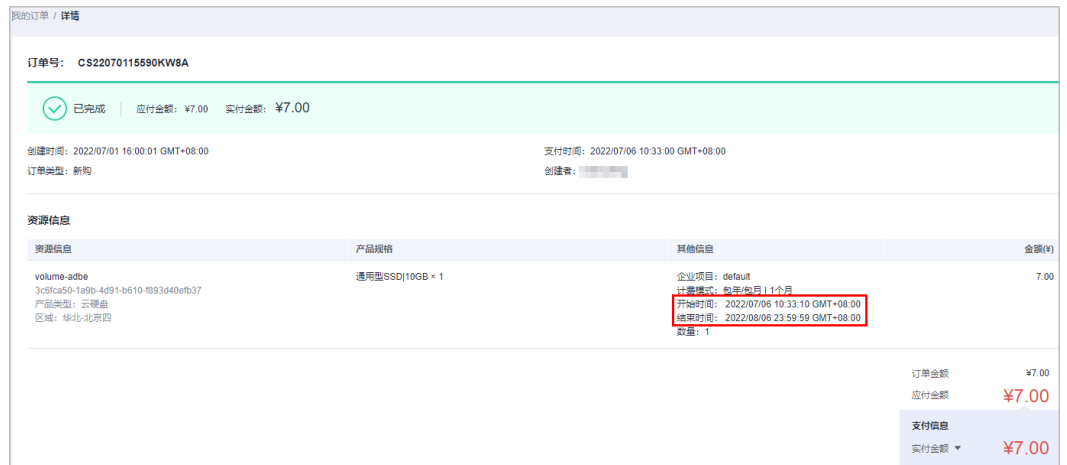 我的订单 / 详情
订单号： CS22070115590KW8A
已完成 应付金额：¥7.00 实付金额：¥7.00
创建时间：2022/07/01 16:00:01 GMT+08:00 支付时间：2022/07/06 10:33:00 GMT+08:00
订单类型：新购 创建者：
资源信息
资源信息 产品规格 其他信息 金额(¥)
volume-adbe 通用型SSD|10GB × 1 企业项目：default 7.00
3c6fca50-1a9b-4d91-b610-f893d40efb37 计费模式：包年/包月 | 1个月
产品类型：云硬盘 开始时间： 2022/07/06 10:33:10 GMT+08:00
区域：华北-北京四 结束时间： 2022/08/06 23:59:59 GMT+08:00
数量：1
订单金额 ¥7.00
应付金额 ¥7.00
支付信息
实付金额 ¥7.00